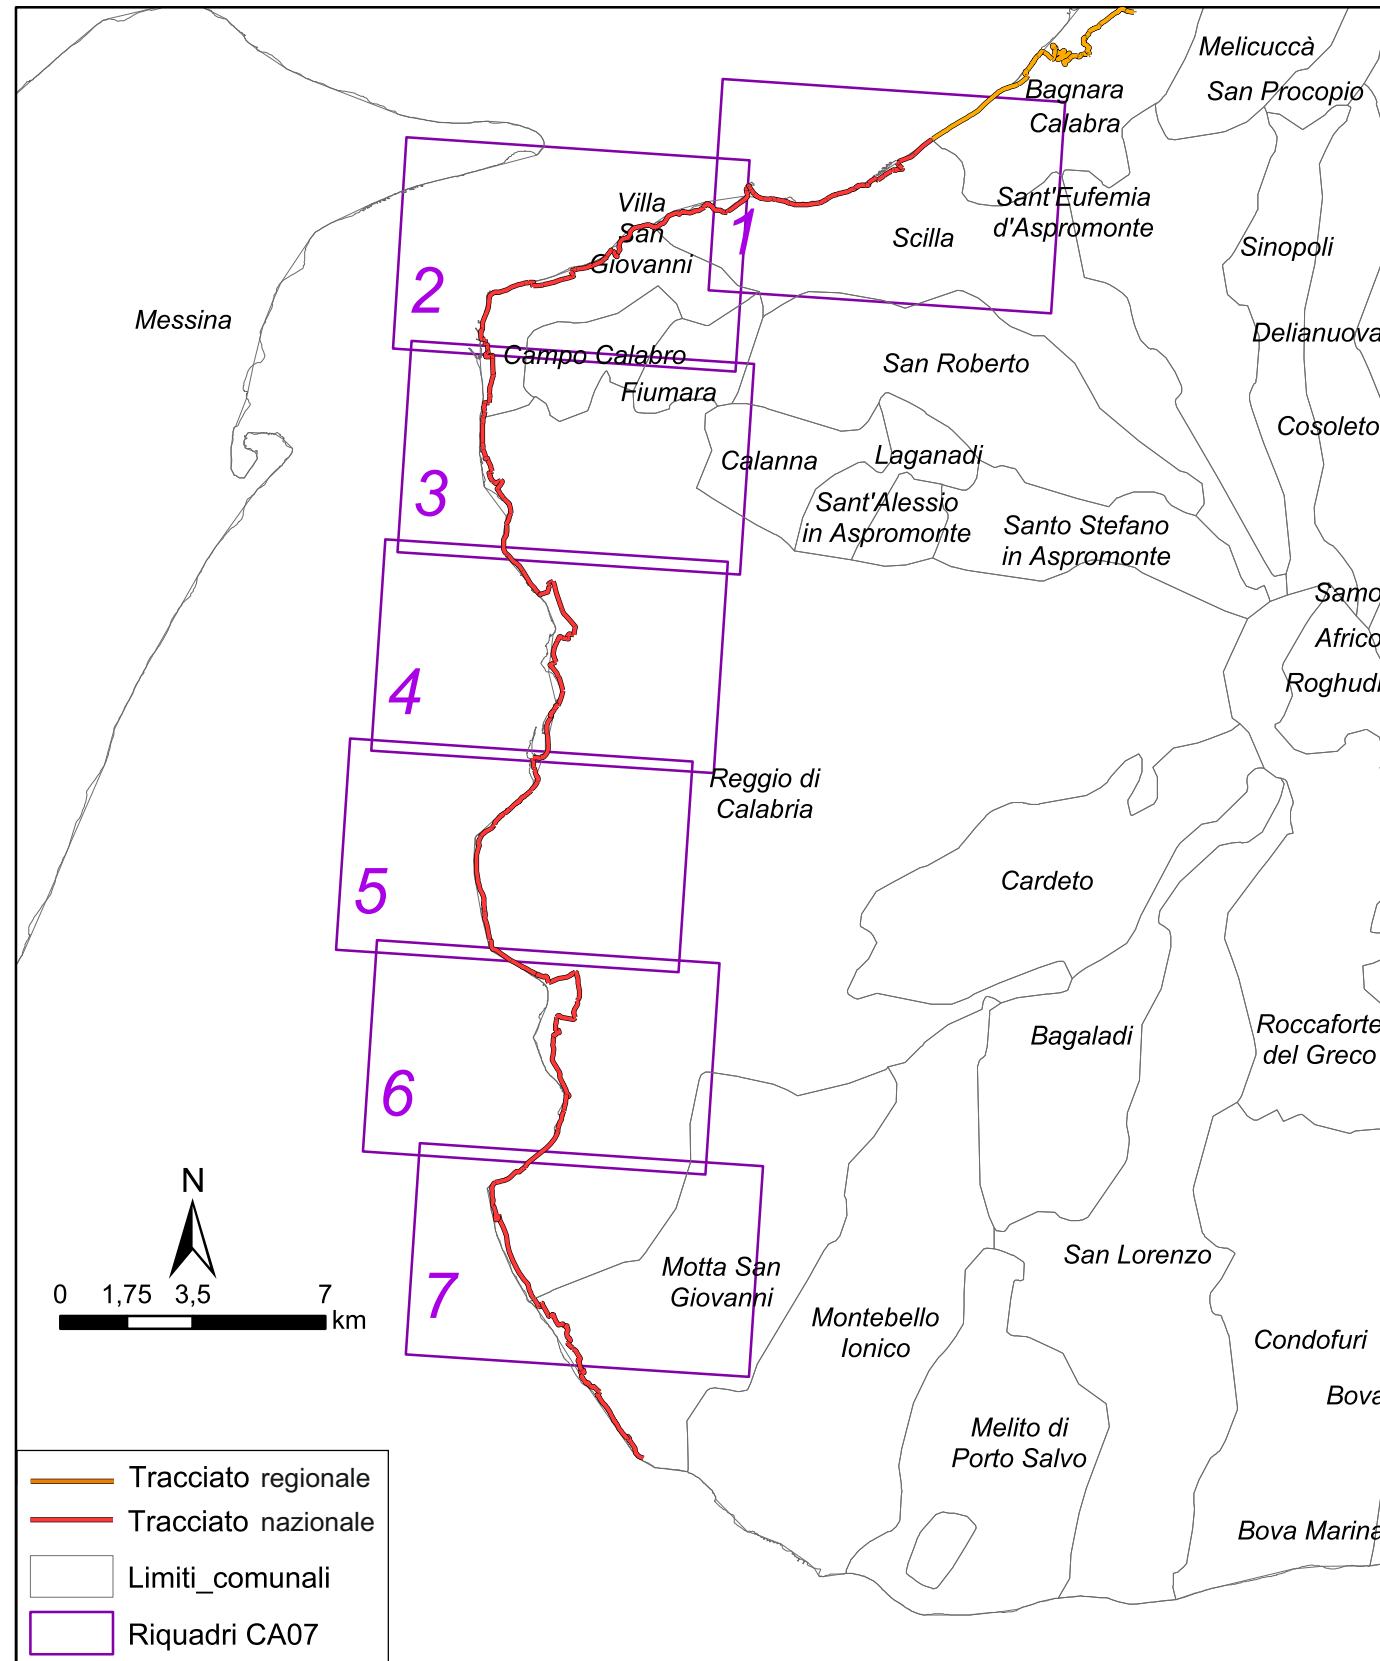 Melicuccà
San Procopio
Bagnara
Calabra
Sant'Eufemia
d'Aspromonte
Villa
San
Giovanni
1
Scilla
Sinopoli
2
Messina
Delianuova
Campo Calabro
San Roberto
Fiumara
Cosoleto
Calanna
Laganadi
3
Sant'Alessio
in Aspromonte
Santo Stefano
in Aspromonte
Samo
Africo
Roghudi
4
Reggio di
Calabria
5
Cardeto
Bagaladi
Roccaforte
del Greco
6
N
San Lorenzo
Motta San
Giovanni
7
0 1,75 3,5 7
km
Montebello
Ionico
Condofuri
Bova
Melito di
Porto Salvo
Bova Marina
Tracciato regionale
Tracciato nazionale
Limiti_comunali
Riquadri CA07